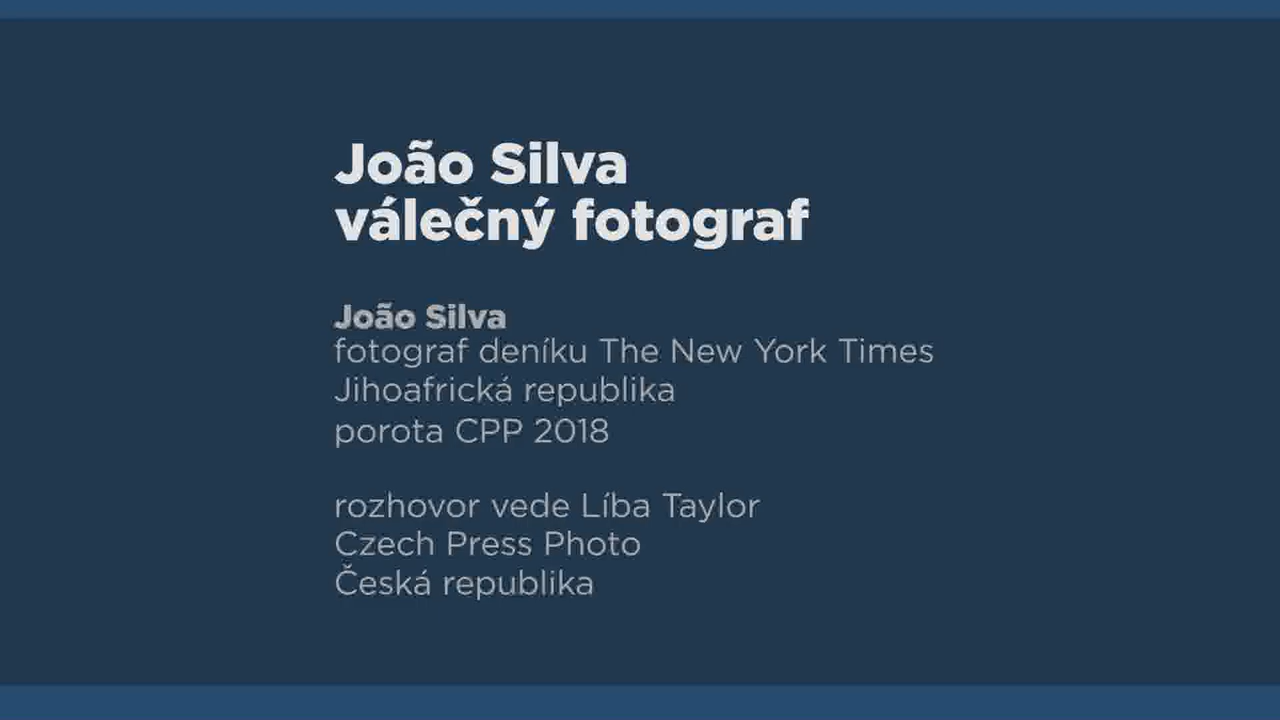 João Silva
válečný fotograf
João Silva
fotograf deníku The New York Times
Jihoafrická republika
porota CPP 2018
rozhovor vede Líba Taylor
Czech Press Photo
Česká republika